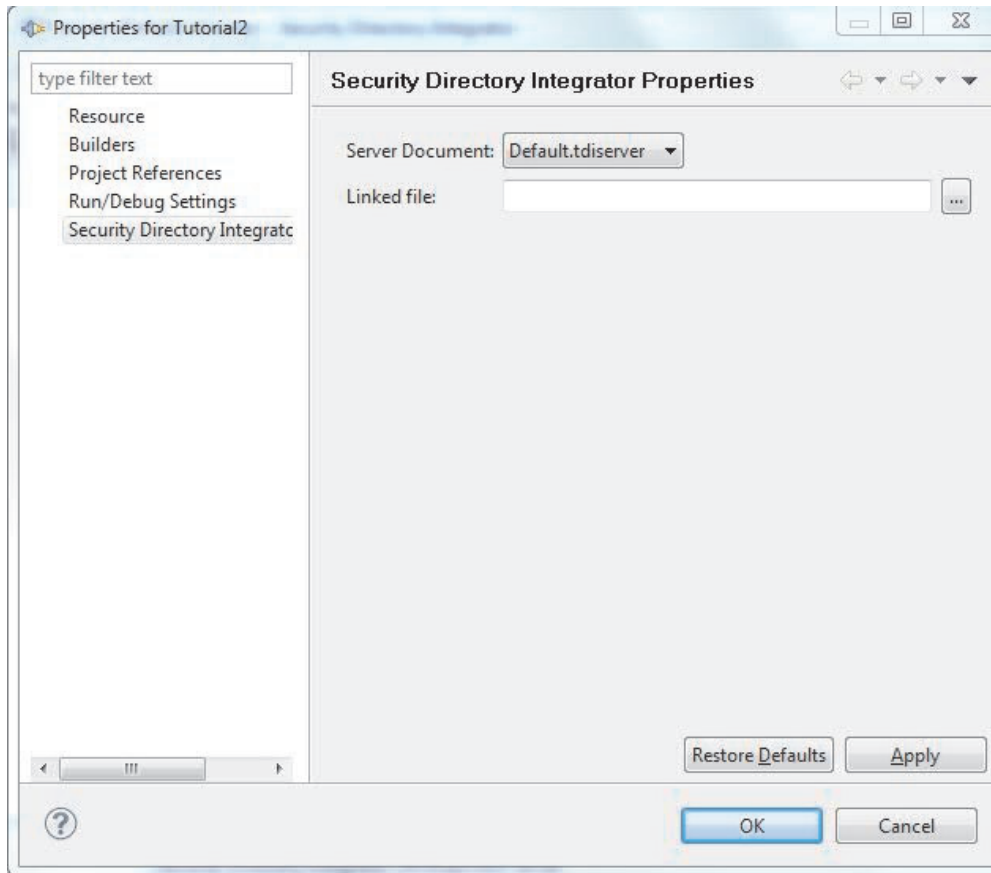 Properties for Tutorial2
type filter text
Resource
Builders
Project References
Run/Debug Settings
Security Directory Integratc
Security Directory Integrator Properties
Server Document: Default.tdiserver
Linked file:
...
Restore Defaults
Apply
?
OK
Cancel